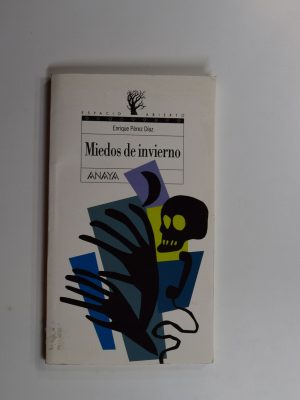 ESPACIO ABIERTO
Enrique Pérez Díaz
Miedos de invierno
ANAYA